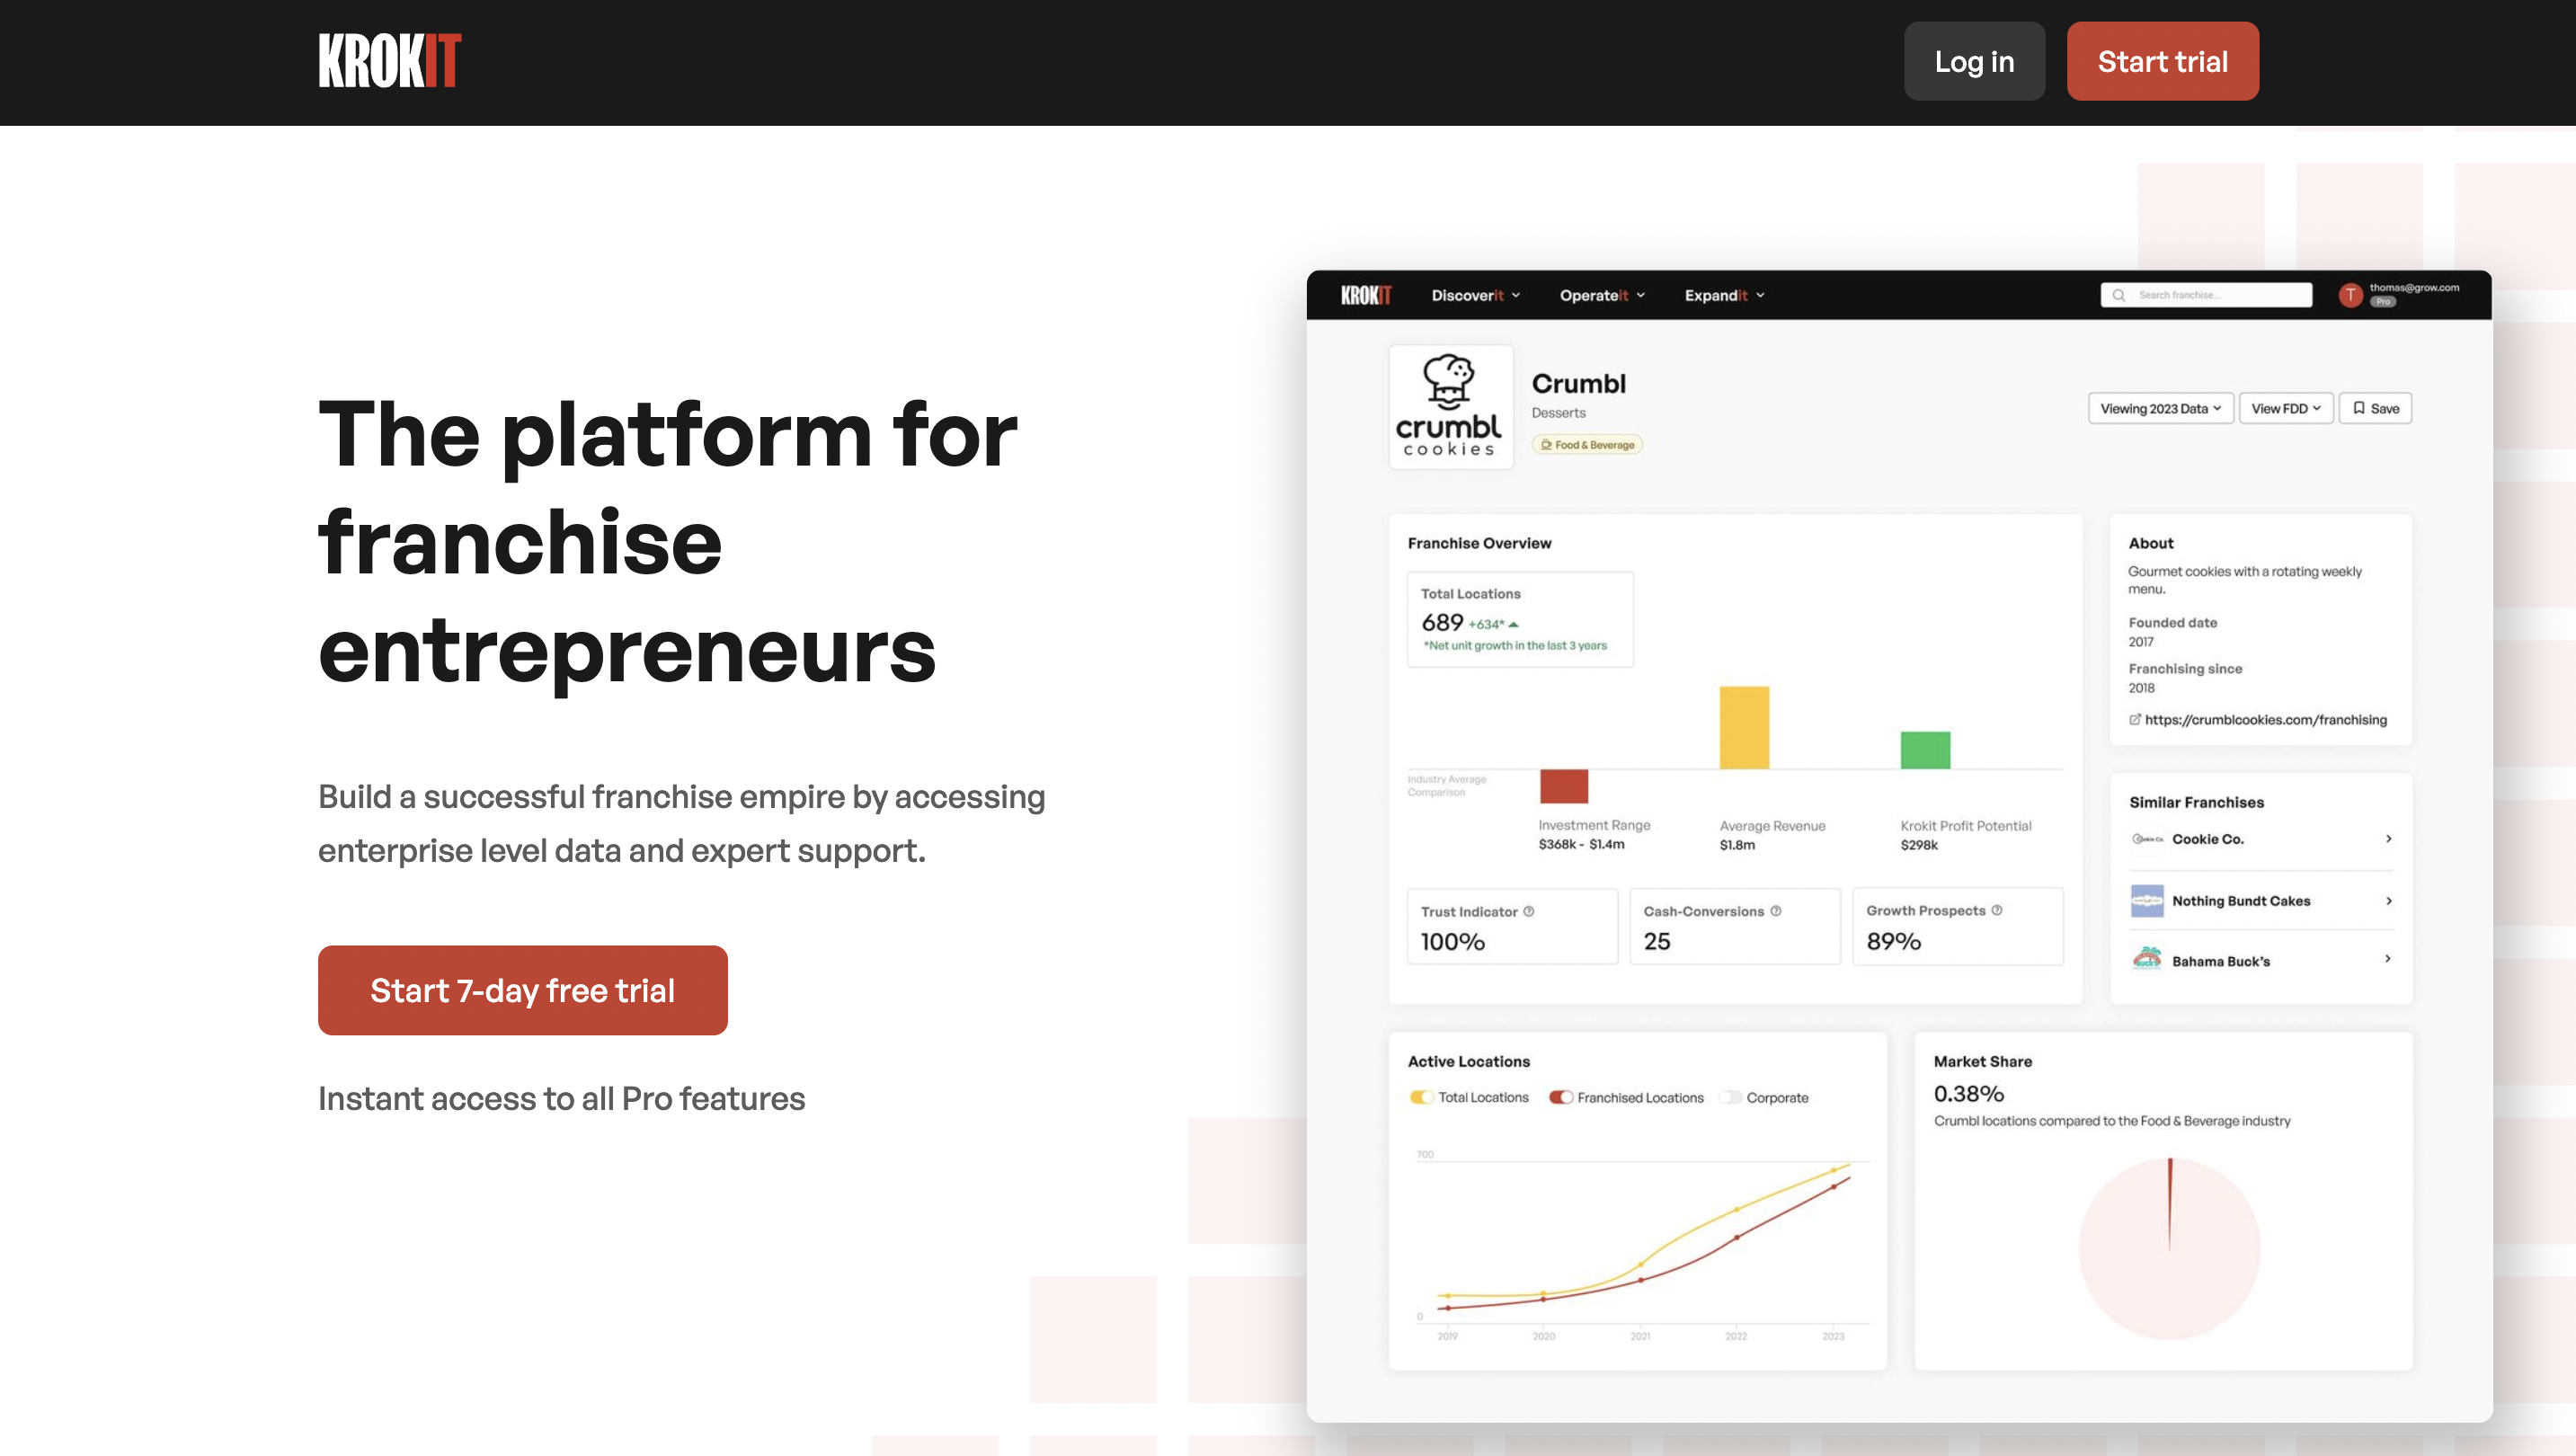 KROKIT
Log in
Start trial
The platform for
franchise
entrepreneurs
Build a successful franchise empire by accessing
enterprise level data and expert support.
Start 7-day free trial
Instant access to all Pro features
KROKIT
Discoverit
Operateit
Expandit
Search franchise...
T
thomas@grow.com
Pro
crumbl
cookies
Crumbl
Desserts
Food & Beverage
Viewing 2023 Data
View FDD
Save
Franchise Overview
Total Locations
689 +634*
*Net unit growth in the last 3 years
Industry Average
Comparison
Investment Range
$368k - $1.4m
Average Revenue
$1.8m
Krokit Profit Potential
$298k
Trust Indicator
100%
Cash-Conversions
25
Growth Prospects
89%
About
Gourmet cookies with a rotating weekly
menu.
Founded date
2017
Franchising since
2018
https://crumblcookies.com/franchising
Similar Franchises
Cookie Co.
Nothing Bundt Cakes
Bahama Buck's
Active Locations
Total Locations
Franchised Locations
Corporate
700
0
2019
2020
2021
2022
2023
Market Share
0.38%
Crumbl locations compared to the Food & Beverage industry